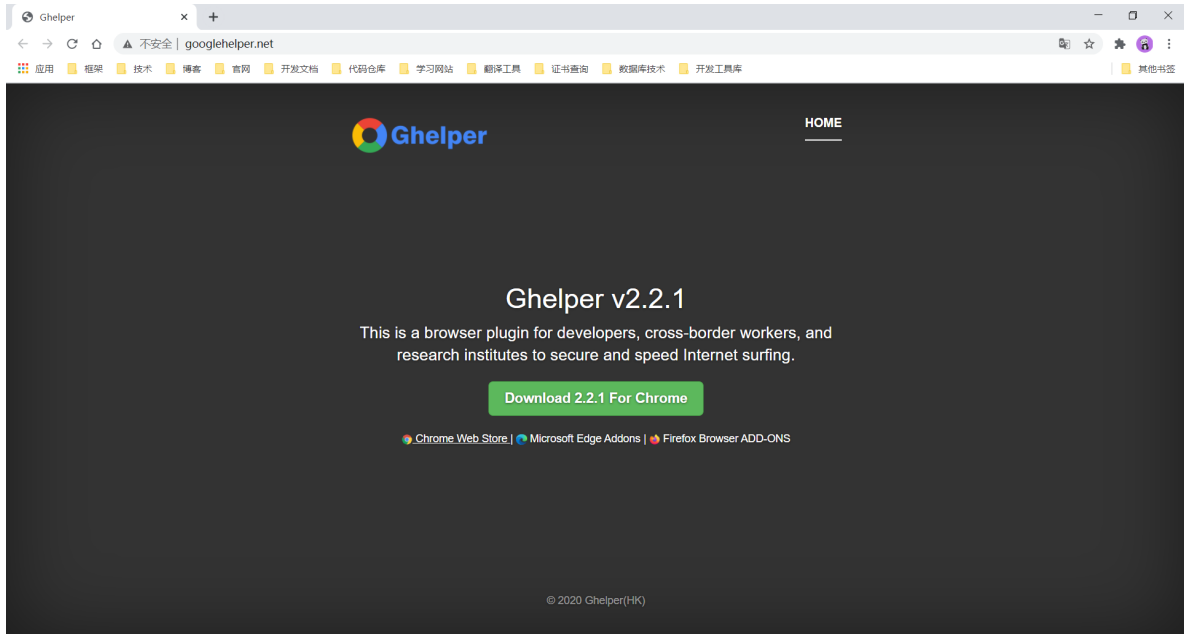 Ghelper
不安全 | googlehelper.net
应用 框架 技术 博客 官网 开发文档 代码仓库 学习网站 翻译工具 证书查询 数据库技术 开发工具库 其他书签
Ghelper
HOME
Ghelper v2.2.1
This is a browser plugin for developers, cross-border workers, and
research institutes to secure and speed Internet surfing.
Download 2.2.1 For Chrome
Chrome Web Store | Microsoft Edge Addons | Firefox Browser ADD-ONS
© 2020 Ghelper(HK)